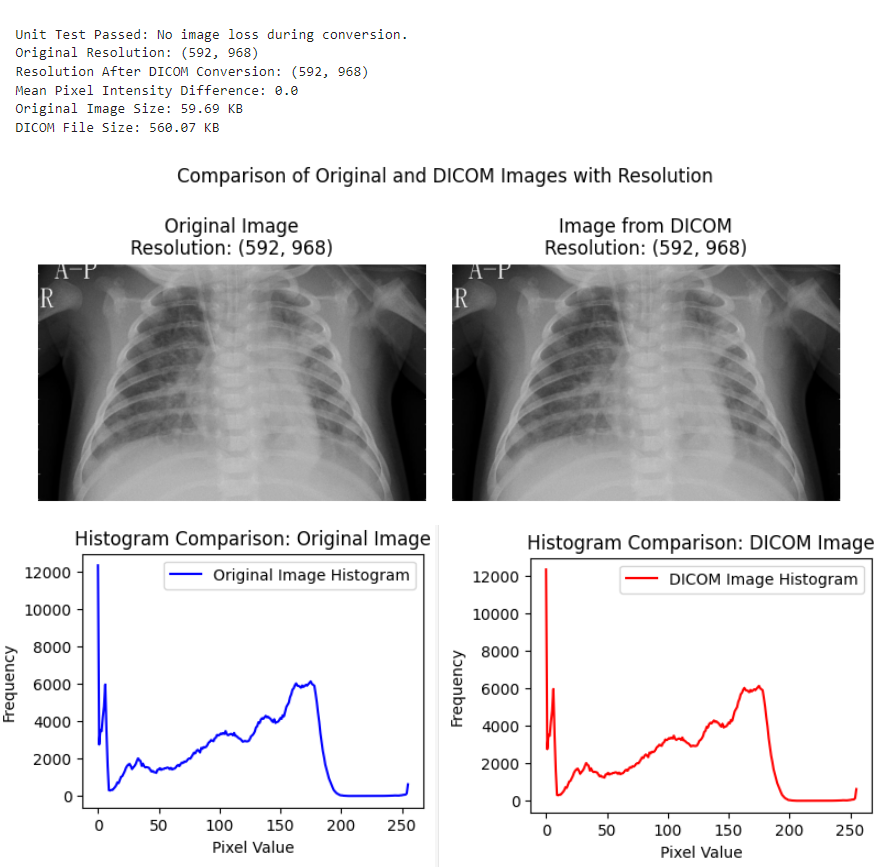 Unit Test Passed: No image loss during conversion.
Original Resolution: (592, 968)
Resolution After DICOM Conversion: (592, 968)
Mean Pixel Intensity Difference: 0.0
Original Image Size: 59.69 KB
DICOM File Size: 560.07 KB
Comparison of Original and DICOM Images with Resolution
Original Image
Resolution: (592, 968)
A-P
R
Image from DICOM
Resolution: (592, 968)
A-P
R
Histogram Comparison: Original Image
Original Image Histogram
Frequency
12000
10000
8000
6000
4000
2000
0
0 50 100 150 200 250
Pixel Value
Histogram Comparison: DICOM Image
DICOM Image Histogram
Frequency
12000
10000
8000
6000
4000
2000
0
0 50 100 150 200 250
Pixel Value